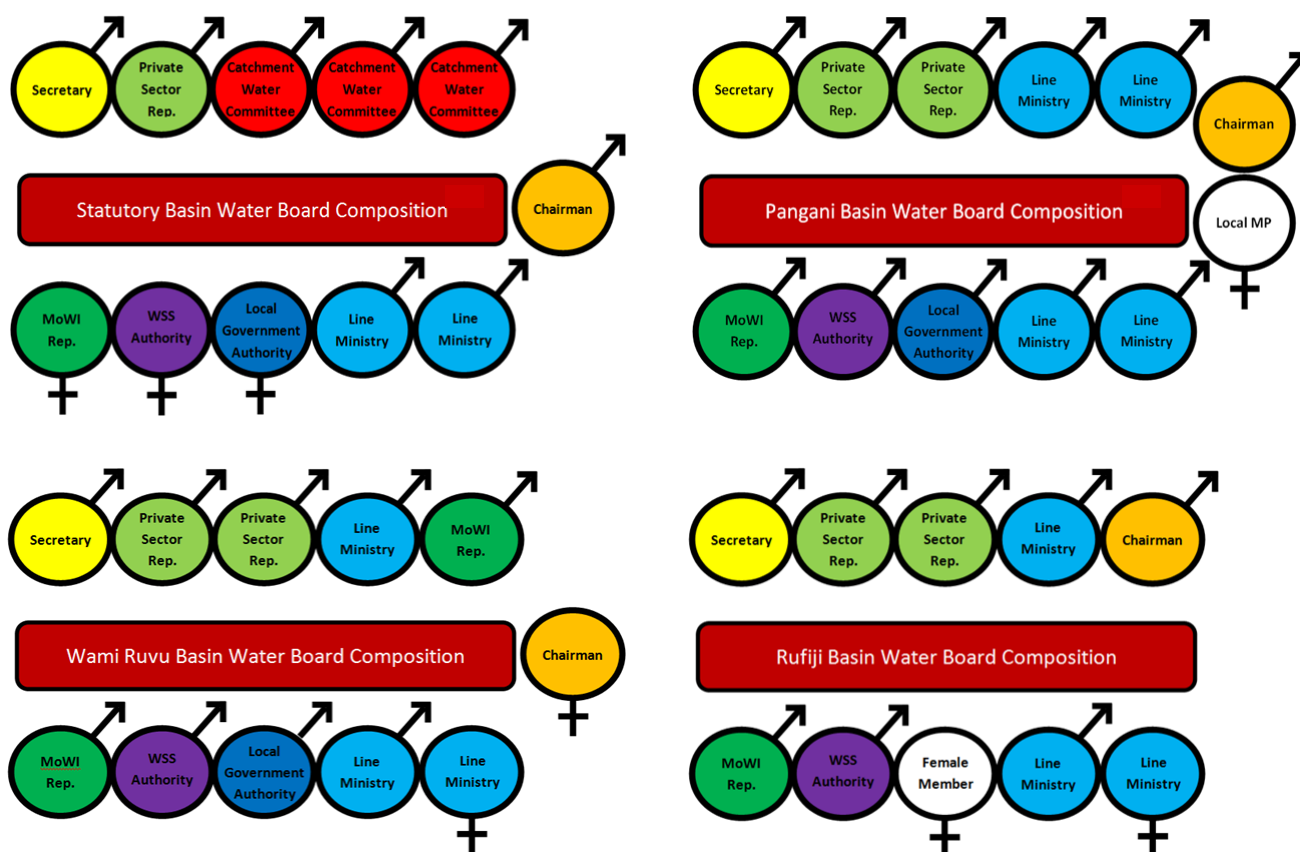 Secretary
Private
Sector
Rep.
Catchment
Water
Committee
Catchment
Water
Committee
Catchment
Water
Committee
Statutory Basin Water Board Composition
Chairman
MoWI
Rep.
WSS
Authority
Local
Government
Authority
Line
Ministry
Line
Ministry
Secretary
Private
Sector
Rep.
Private
Sector
Rep.
Line
Ministry
Line
Ministry
Chairman
Pangani Basin Water Board Composition
Local MP
MoWI
Rep.
WSS
Authority
Local
Government
Authority
Line
Ministry
Line
Ministry
Secretary
Private
Sector
Rep.
Private
Sector
Rep.
Line
Ministry
MoWI
Rep.
Wami Ruvu Basin Water Board Composition
Chairman
MoWI
Rep.
WSS
Authority
Local
Government
Authority
Line
Ministry
Line
Ministry
Secretary
Private
Sector
Rep.
Private
Sector
Rep.
Line
Ministry
Chairman
Rufiji Basin Water Board Composition
MoWI
Rep.
WSS
Authority
Female
Member
Line
Ministry
Line
Ministry